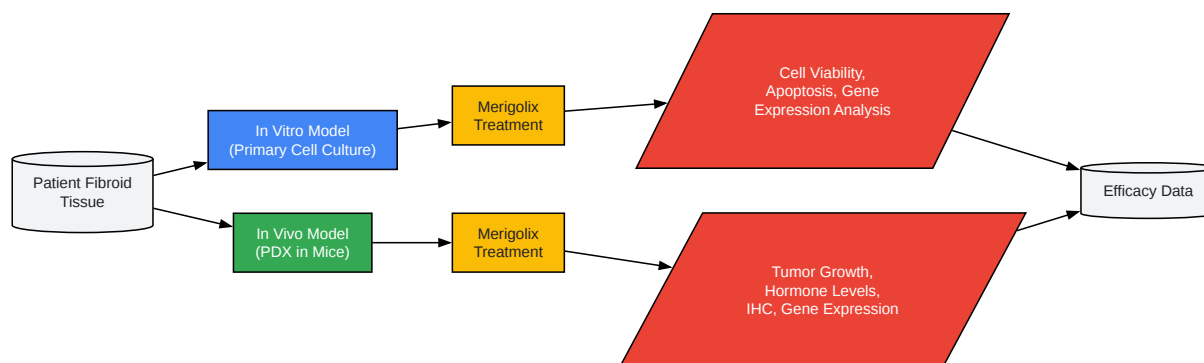 Patient Fibroid
Tissue
In Vitro Model
(Primary Cell Culture)
Merigolix
Treatment
Cell Viability,
Apoptosis, Gene
Expression Analysis
In Vivo Model
(PDX in Mice)
Merigolix
Treatment
Tumor Growth,
Hormone Levels,
IHC, Gene Expression
Efficacy Data